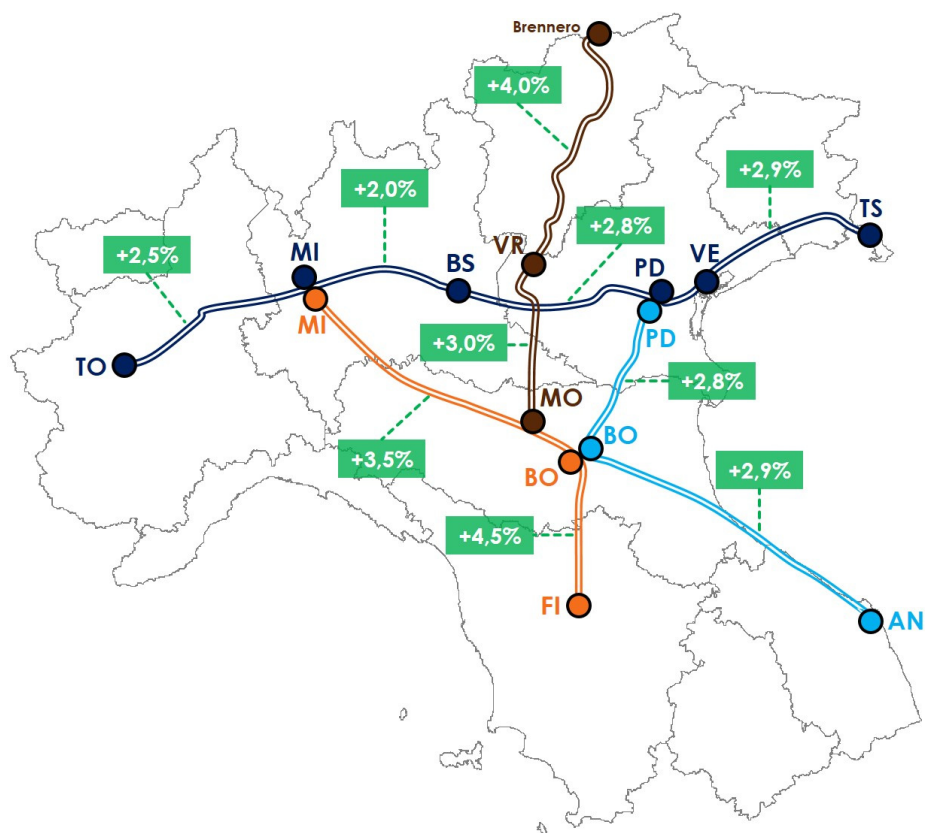 Brennero
+4,0%
+2,9%
+2,0%
TS
+2,8%
VR
+2,5%
MI
BS
PD
VE
MI
PD
+3,0%
TO
+2,8%
MO
BO
+3,5%
BO
+2,9%
+4,5%
FI
AN